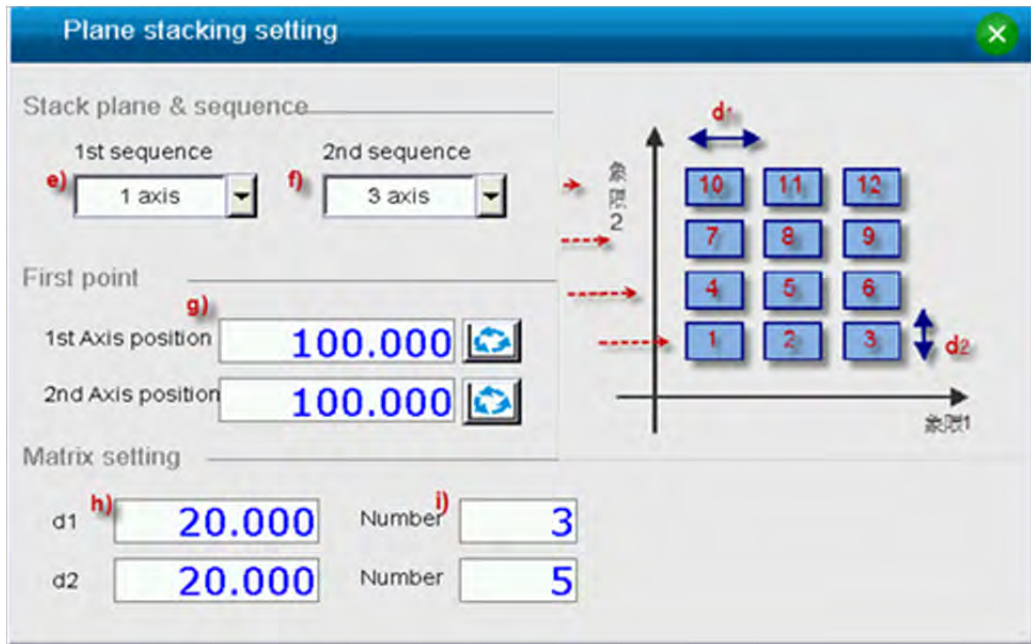 Plane stacking setting
Stack plane & sequence
1st sequence
2nd sequence
e)
1 axis
f)
3 axis
First point
g)
1st Axis position
100.000
2nd Axis position
100.000
Matrix setting
h)
d1
20.000
i)
Number
3
d2
20.000
Number
5
d1
象限2
10 11 12
7 8 9
4 5 6
1 2 3
d2
象限1